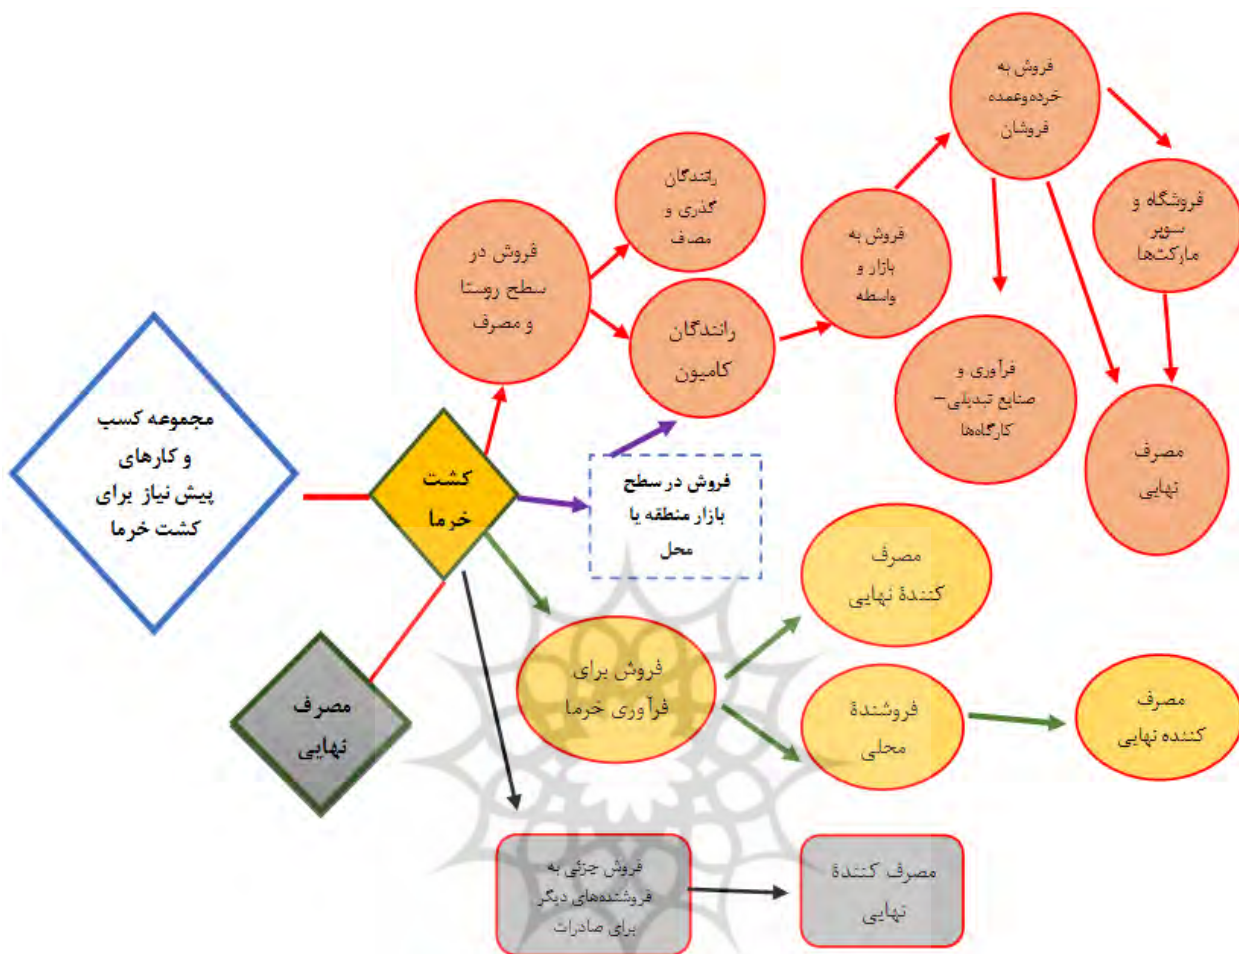 فروش به
خرده‌وعمده
فروشان
رانندگان
گذری و
مصرف
فروشگاه و
سوپر
مارکت‌ها
فروش در
سطح روستا
و مصرف
فروش به
بازار و
واسطه
رانندگان
کامیون
فرآوری و
صنایع تبدیلی–
کارگاه‌ها
مصرف
نهایی
مجموعه کسب
و کارهای
پیش نیاز برای
کشت خرما
کشت
خرما
فروش در سطح
بازار منطقه یا
محل
مصرف
کنندۀ نهایی
فروش برای
فرآوری خرما
فروشندۀ
محلی
مصرف
کننده نهایی
مصرف
نهایی
فروش جزئی به
فروشنده‌های دیگر
برای صادرات
مصرف کنندۀ
نهایی